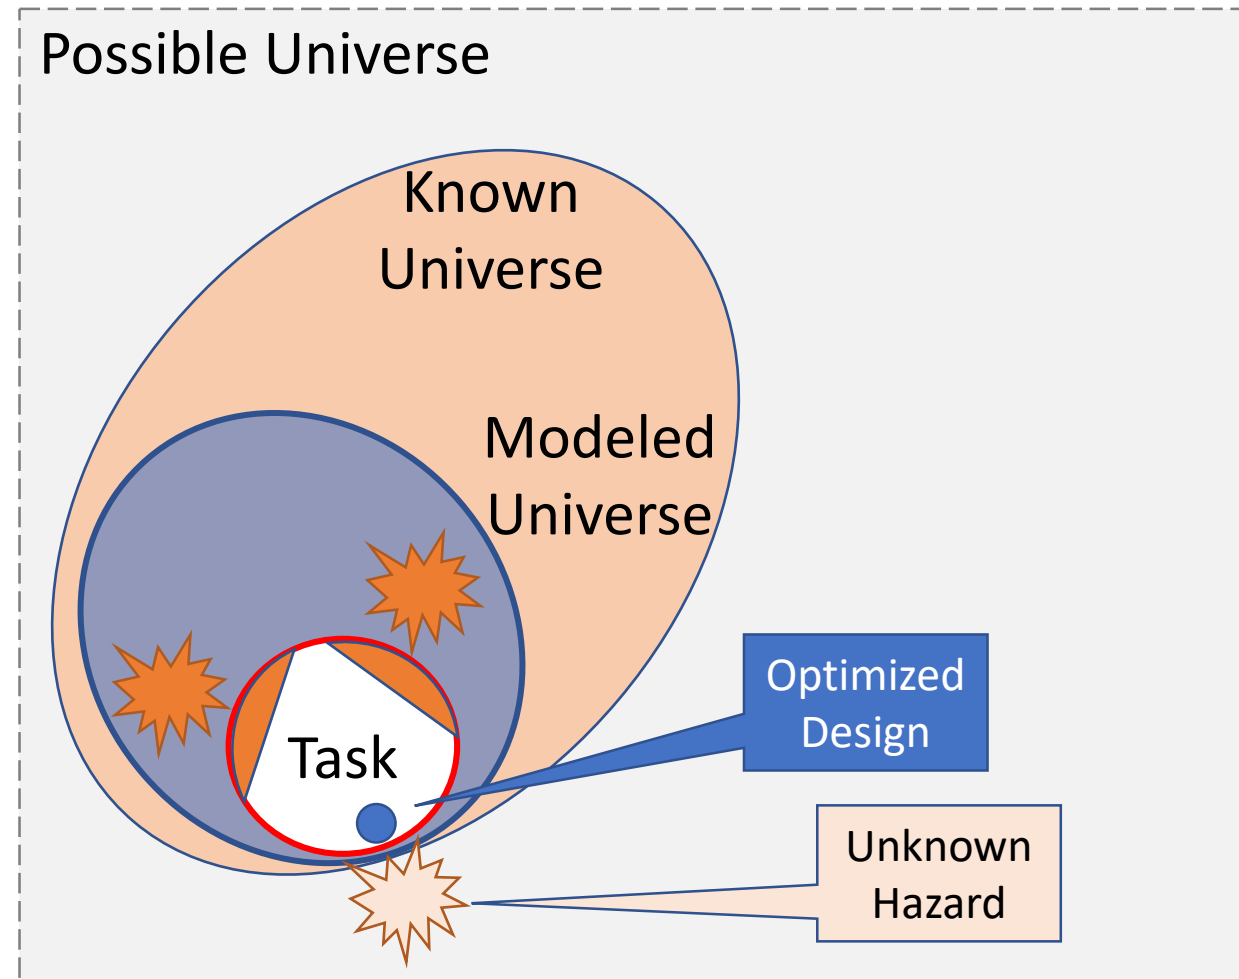 Possible Universe
Known
Universe
Modeled
Universe
Optimized
Design
Task
Unknown
Hazard